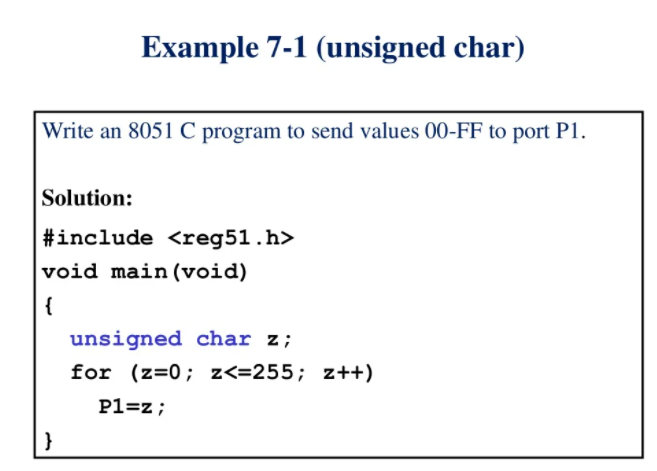 Example 7-1 (unsigned char)
Write an 8051 C program to send values 00-FF to port P1.
Solution:
#include <reg51.h>
void main(void)
{
unsigned char z;
for (z=0; z<=255; z++)
P1=z;
}